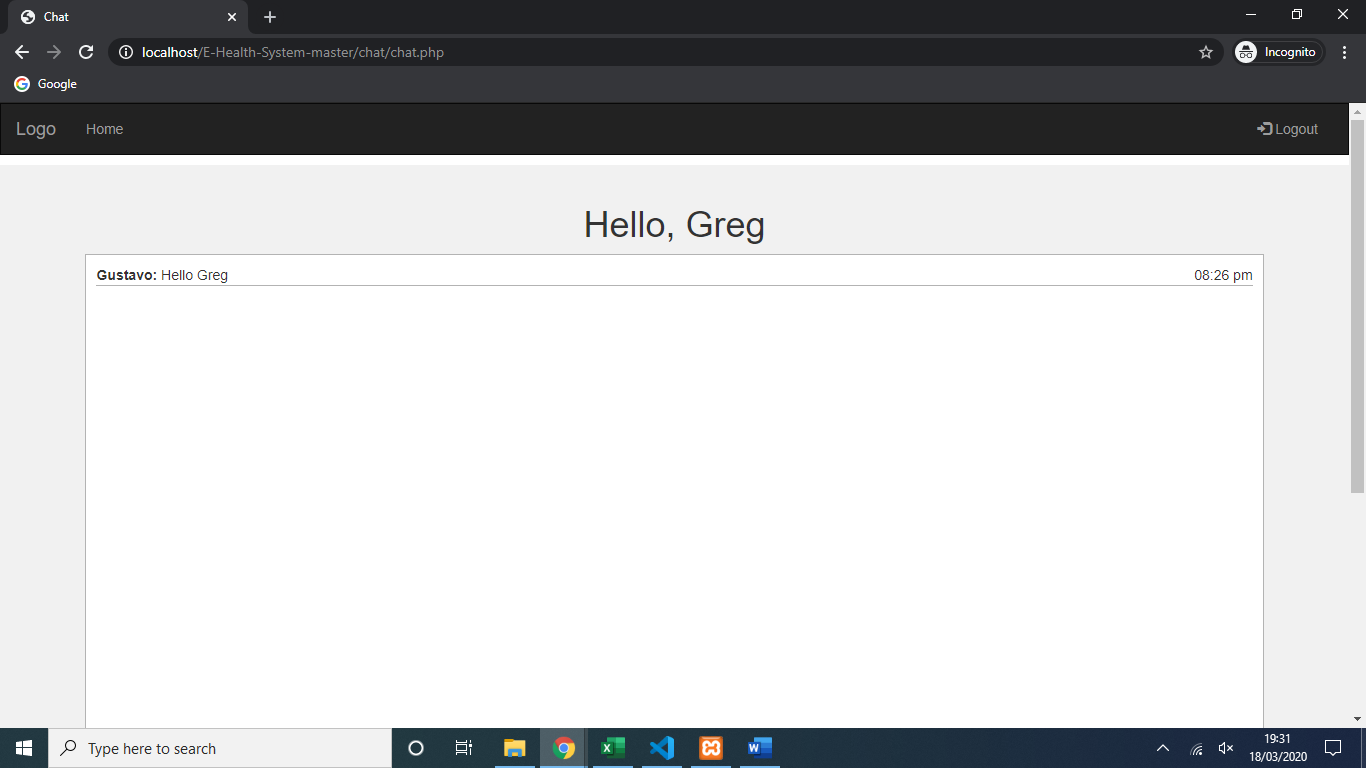 Chat
localhost/E-Health-System-master/chat/chat.php
Incognito
Google
Logo Home Logout
Hello, Greg
Gustavo: Hello Greg 08:26 pm
Type here to search
19:31
18/03/2020